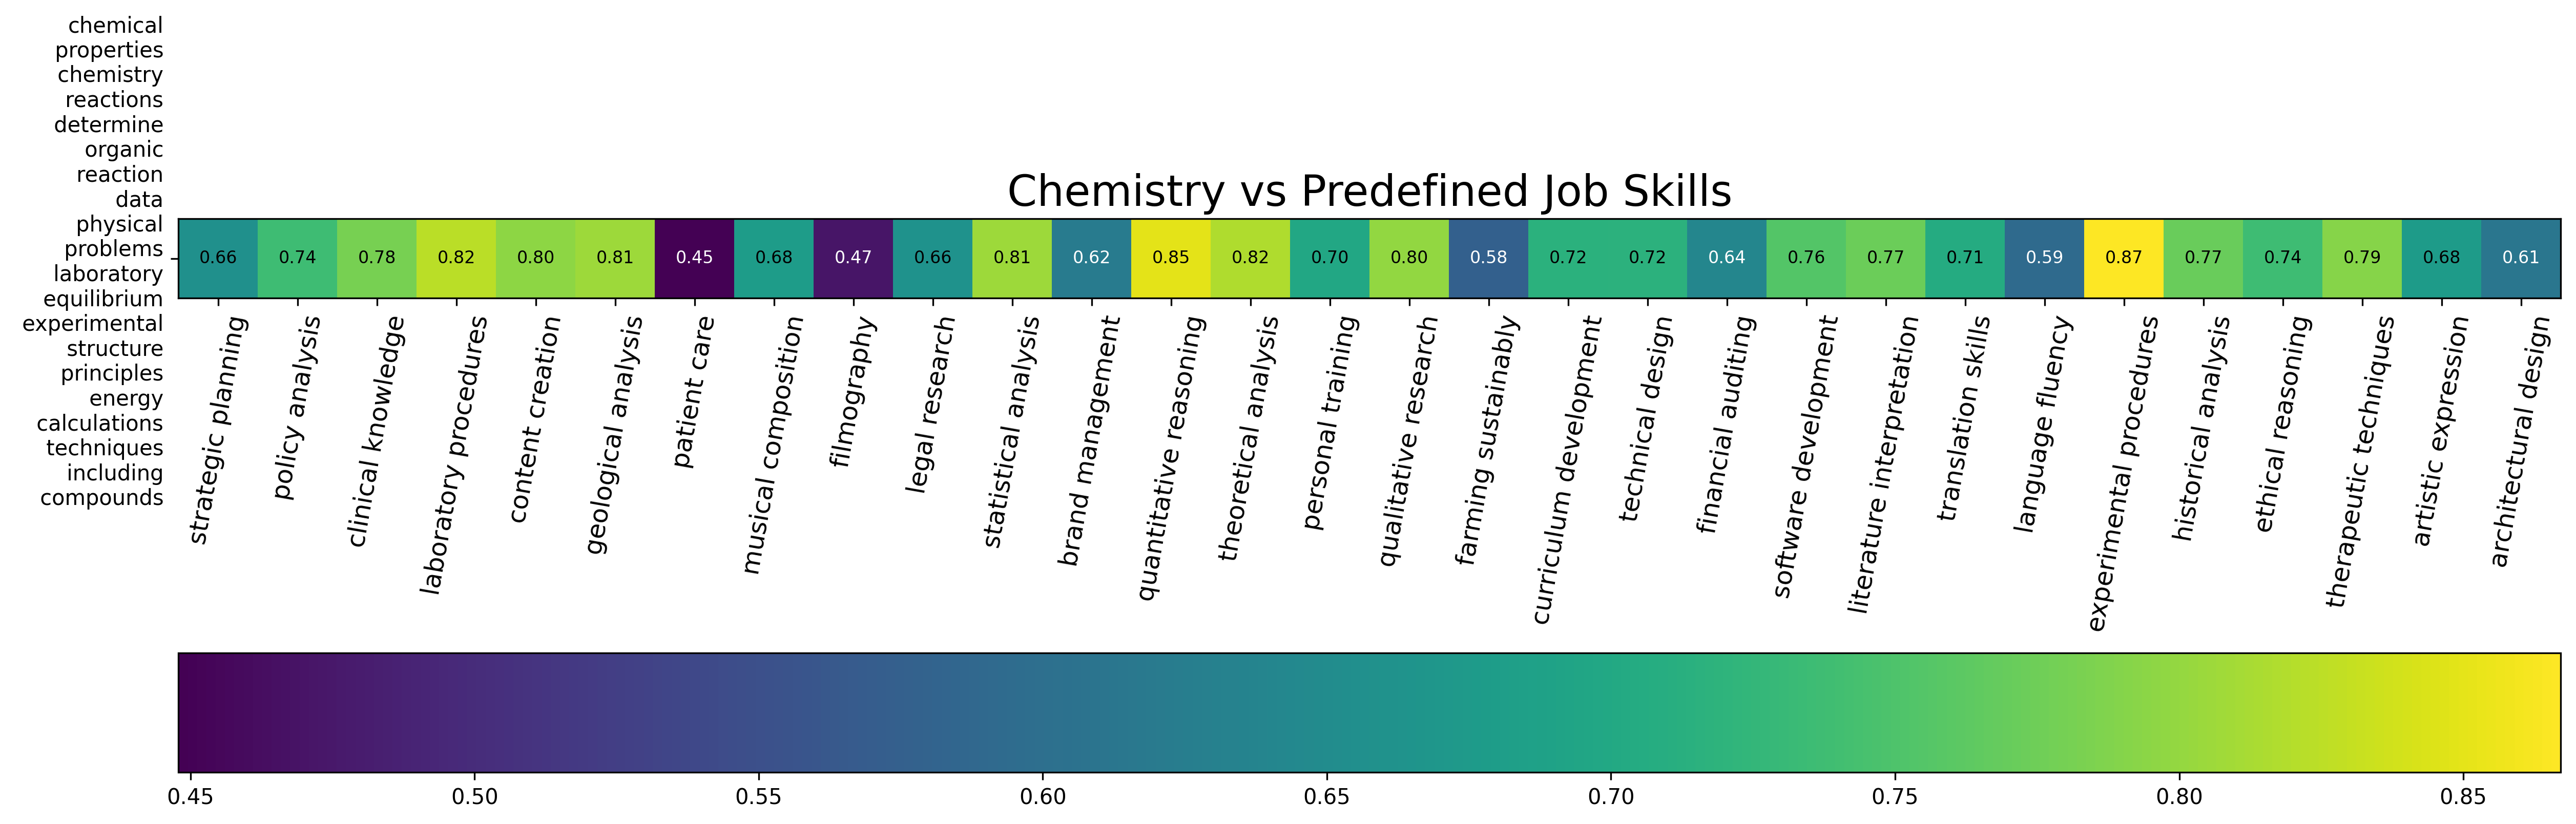 chemical
properties
chemistry
reactions
determine
organic
reaction
data
physical
problems
laboratory
equilibrium
experimental
structure
principles
energy
calculations
techniques
including
compounds
Chemistry vs Predefined Job Skills
0.66 0.74 0.78 0.82 0.80 0.81 0.45 0.68 0.47 0.66 0.81 0.62 0.85 0.82 0.70 0.80 0.58 0.72 0.72 0.64 0.76 0.77 0.71 0.59 0.87 0.77 0.74 0.79 0.68 0.61
strategic planning
policy analysis
clinical knowledge
laboratory procedures
content creation
geological analysis
patient care
musical composition
filmography
legal research
statistical analysis
brand management
quantitative reasoning
theoretical analysis
personal training
qualitative research
farming sustainably
curriculum development
technical design
financial auditing
software development
literature interpretation
translation skills
language fluency
experimental procedures
historical analysis
ethical reasoning
therapeutic techniques
artistic expression
architectural design
0.45 0.50 0.55 0.60 0.65 0.70 0.75 0.80 0.85